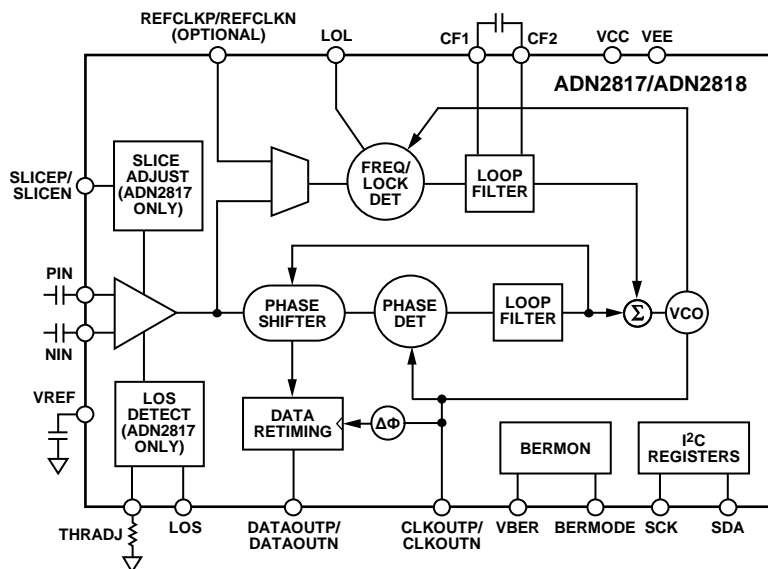 REFCLKP/REFCLKN
(OPTIONAL)
LOL
CF1
CF2
VCC
VEE
ADN2817/ADN2818
SLICEP/
SLICEN
SLICE
ADJUST
(ADN2817
ONLY)
FREQ/
LOCK
DET
LOOP
FILTER
PIN
NIN
PHASE
SHIFTER
PHASE
DET
LOOP
FILTER
Σ
VCO
VREF
LOS
DETECT
(ADN2817
ONLY)
DATA
RETIMING
ΔΦ
BERMON
I²C
REGISTERS
THRADJ
LOS
DATAOUTP/
DATAOUTN
CLKOUTP/
CLKOUTN
VBER
BERMODE
SCK
SDA